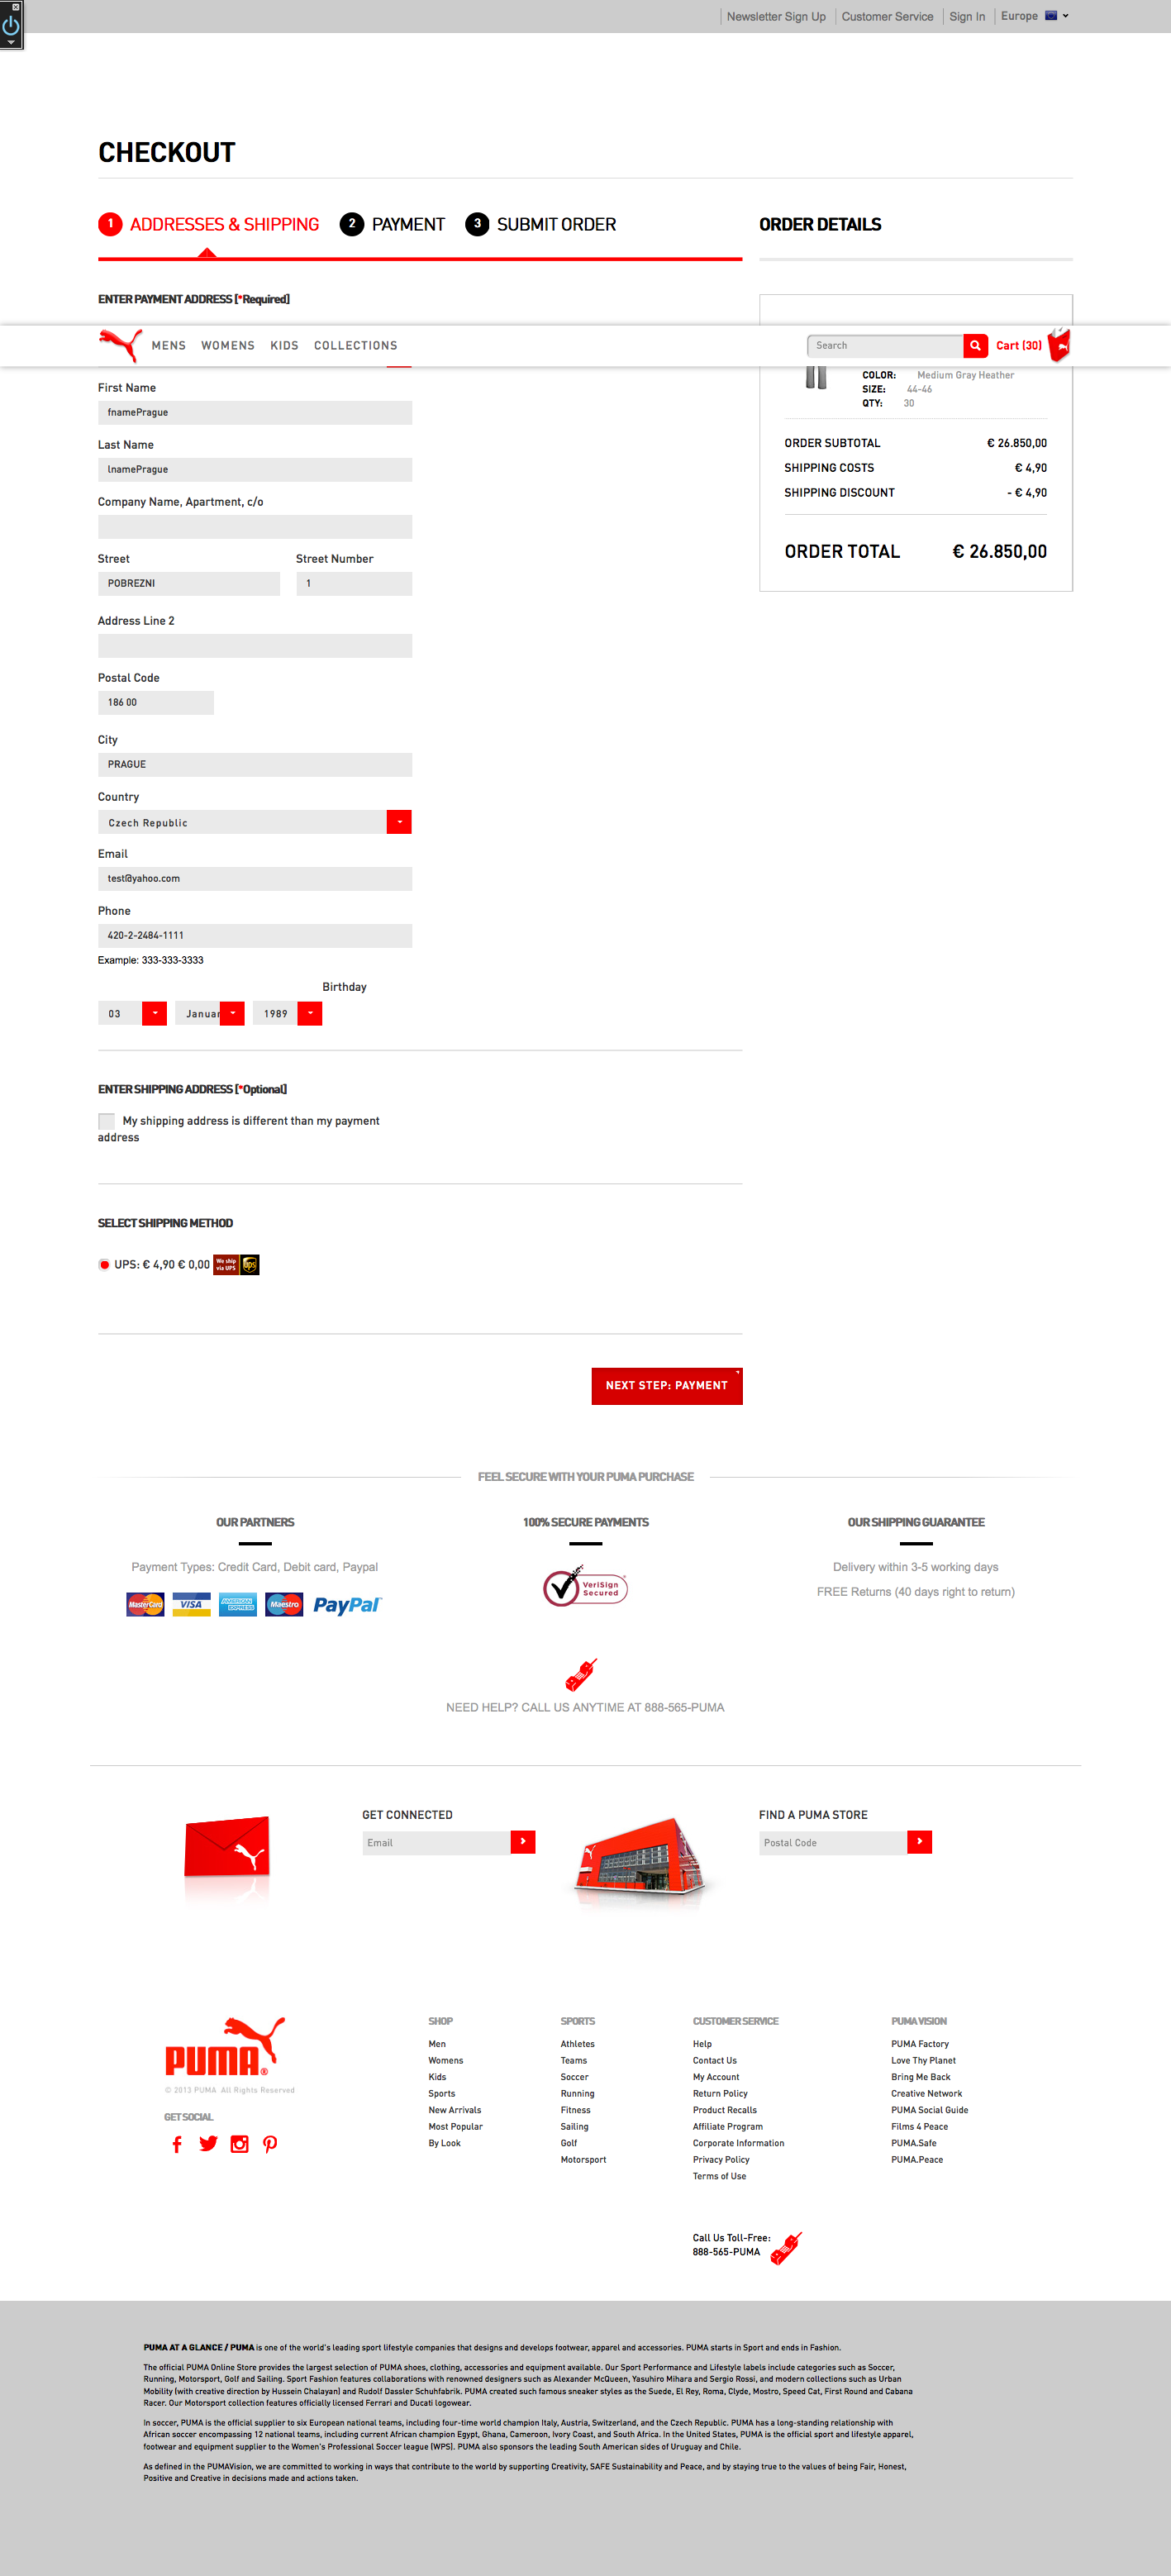 Newsletter Sign Up
Customer Service
Sign In
Europe
CHECKOUT
1 ADDRESSES & SHIPPING
2 PAYMENT
3 SUBMIT ORDER
ORDER DETAILS
ENTER PAYMENT ADDRESS [*Required]
MENS
WOMENS
KIDS
COLLECTIONS
Search
Cart (30)
First Name
fnamePrague
Last Name
lnamePrague
Company Name, Apartment, c/o
Street
Street Number
POBREZNI
1
Address Line 2
Postal Code
186 00
City
PRAGUE
Country
Czech Republic
Email
test@yahoo.com
Phone
420-2-2484-1111
Example: 333-333-3333
Birthday
03
Januar
1989
COLOR: Medium Gray Heather
SIZE: 44-46
QTY: 30
ORDER SUBTOTAL € 26.850,00
SHIPPING COSTS € 4,90
SHIPPING DISCOUNT - € 4,90
ORDER TOTAL € 26.850,00
ENTER SHIPPING ADDRESS [*Optional]
My shipping address is different than my payment
address
SELECT SHIPPING METHOD
UPS: € 4,90 € 0,00
We ship
via UPS
ups
NEXT STEP: PAYMENT
FEEL SECURE WITH YOUR PUMA PURCHASE
OUR PARTNERS
Payment Types: Credit Card, Debit card, Paypal
MasterCard
VISA
AMERICAN
EXPRESS
Maestro
PayPal
100% SECURE PAYMENTS
VeriSign
Secured
OUR SHIPPING GUARANTEE
Delivery within 3-5 working days
FREE Returns (40 days right to return)
NEED HELP? CALL US ANYTIME AT 888-565-PUMA
GET CONNECTED
Email
FIND A PUMA STORE
Postal Code
PUMA®
© 2013 PUMA All Rights Reserved
GET SOCIAL
SHOP
Men
Womens
Kids
Sports
New Arrivals
Most Popular
By Look
SPORTS
Athletes
Teams
Soccer
Running
Fitness
Sailing
Golf
Motorsport
CUSTOMER SERVICE
Help
Contact Us
My Account
Return Policy
Product Recalls
Affiliate Program
Corporate Information
Privacy Policy
Terms of Use
PUMA VISION
PUMA Factory
Love Thy Planet
Bring Me Back
Creative Network
PUMA Social Guide
Films 4 Peace
PUMA.Safe
PUMA.Peace
Call Us Toll-Free:
888-565-PUMA
PUMA AT A GLANCE / PUMA is one of the world's leading sport lifestyle companies that designs and develops footwear, apparel and accessories. PUMA starts in Sport and ends in Fashion.
The official PUMA Online Store provides the largest selection of PUMA shoes, clothing, accessories and equipment available. Our Sport Performance and Lifestyle labels include categories such as Soccer,
Running, Motorsport, Golf and Sailing. Sport Fashion features collaborations with renowned designers such as Alexander McQueen, Yasuhiro Mihara and Sergio Rossi, and modern collections such as Urban
Mobility (with creative direction by Hussein Chalayan) and Rudolf Dassler Schuhfabrik. PUMA created such famous sneaker styles as the Suede, El Rey, Roma, Clyde, Mostro, Speed Cat, First Round and Cabana
Racer. Our Motorsport collection features officially licensed Ferrari and Ducati logowear.
In soccer, PUMA is the official supplier to six European national teams, including four-time world champion Italy, Austria, Switzerland, and the Czech Republic. PUMA has a long-standing relationship with
African soccer encompassing 12 national teams, including current African champion Egypt, Ghana, Cameroon, Ivory Coast, and South Africa. In the United States, PUMA is the official sport and lifestyle apparel,
footwear and equipment supplier to the Women's Professional Soccer league (WPS). PUMA also sponsors the leading South American sides of Uruguay and Chile.
As defined in the PUMAVision, we are committed to working in ways that contribute to the world by supporting Creativity, SAFE Sustainability and Peace, and by staying true to the values of being Fair, Honest,
Positive and Creative in decisions made and actions taken.